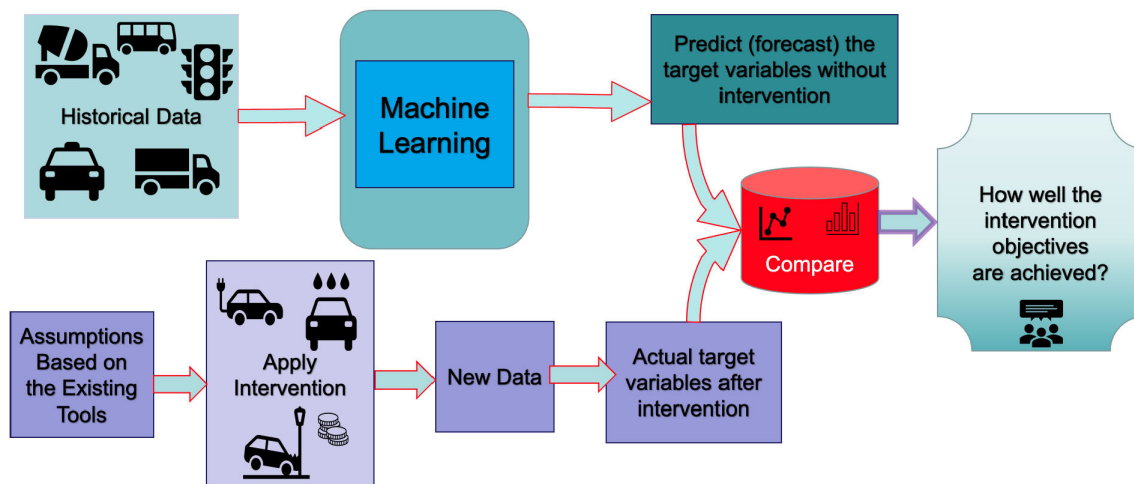 Historical Data
Machine
Learning
Predict (forecast) the
target variables without
intervention
Compare
How well the
intervention
objectives
are achieved?
Assumptions
Based on
the Existing
Tools
Apply
Intervention
New Data
Actual target
variables after
intervention